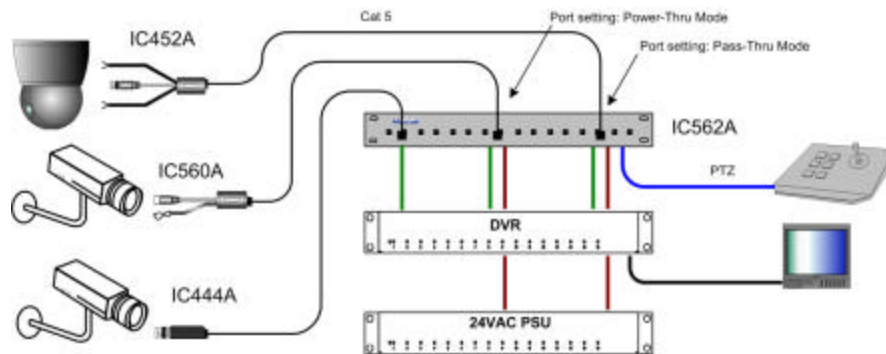 Cat 5
Port setting: Power-Thru Mode
Port setting: Pass-Thru Mode
IC452A
IC562A
IC560A
PTZ
DVR
IC444A
24VAC PSU